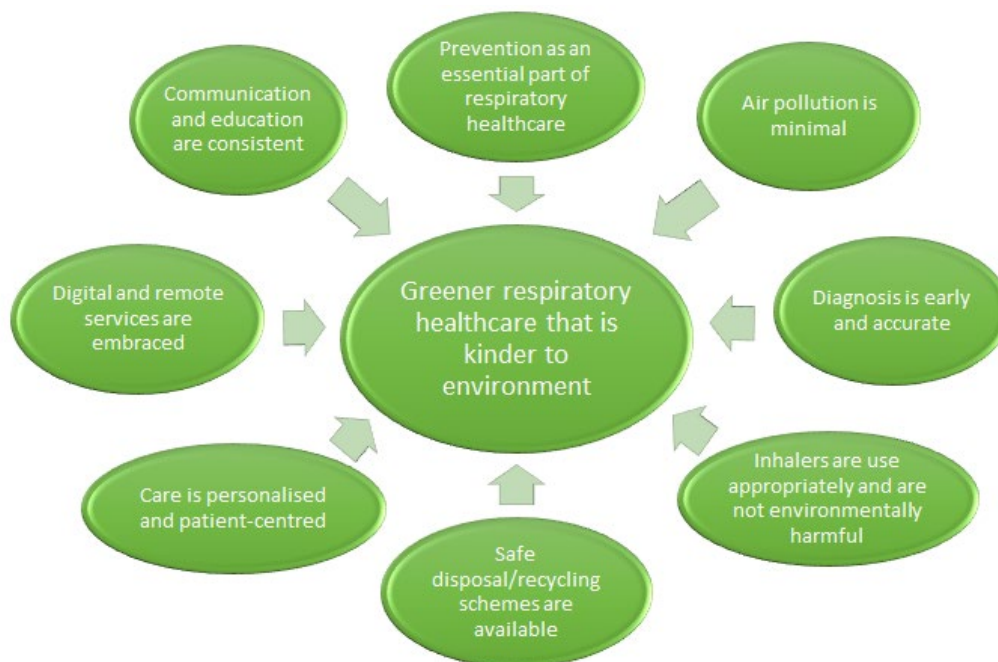 Prevention as an
essential part of
respiratory
healthcare
Communication
and education
are consistent
Air pollution is
minimal
Digital and remote
services are
embraced
Greener respiratory
healthcare that is
kinder to
environment
Diagnosis is early
and accurate
Care is personalised
and patient-centred
Inhalers are use
appropriately and are
not environmentally
harmful
Safe
disposal/recycling
schemes are
available